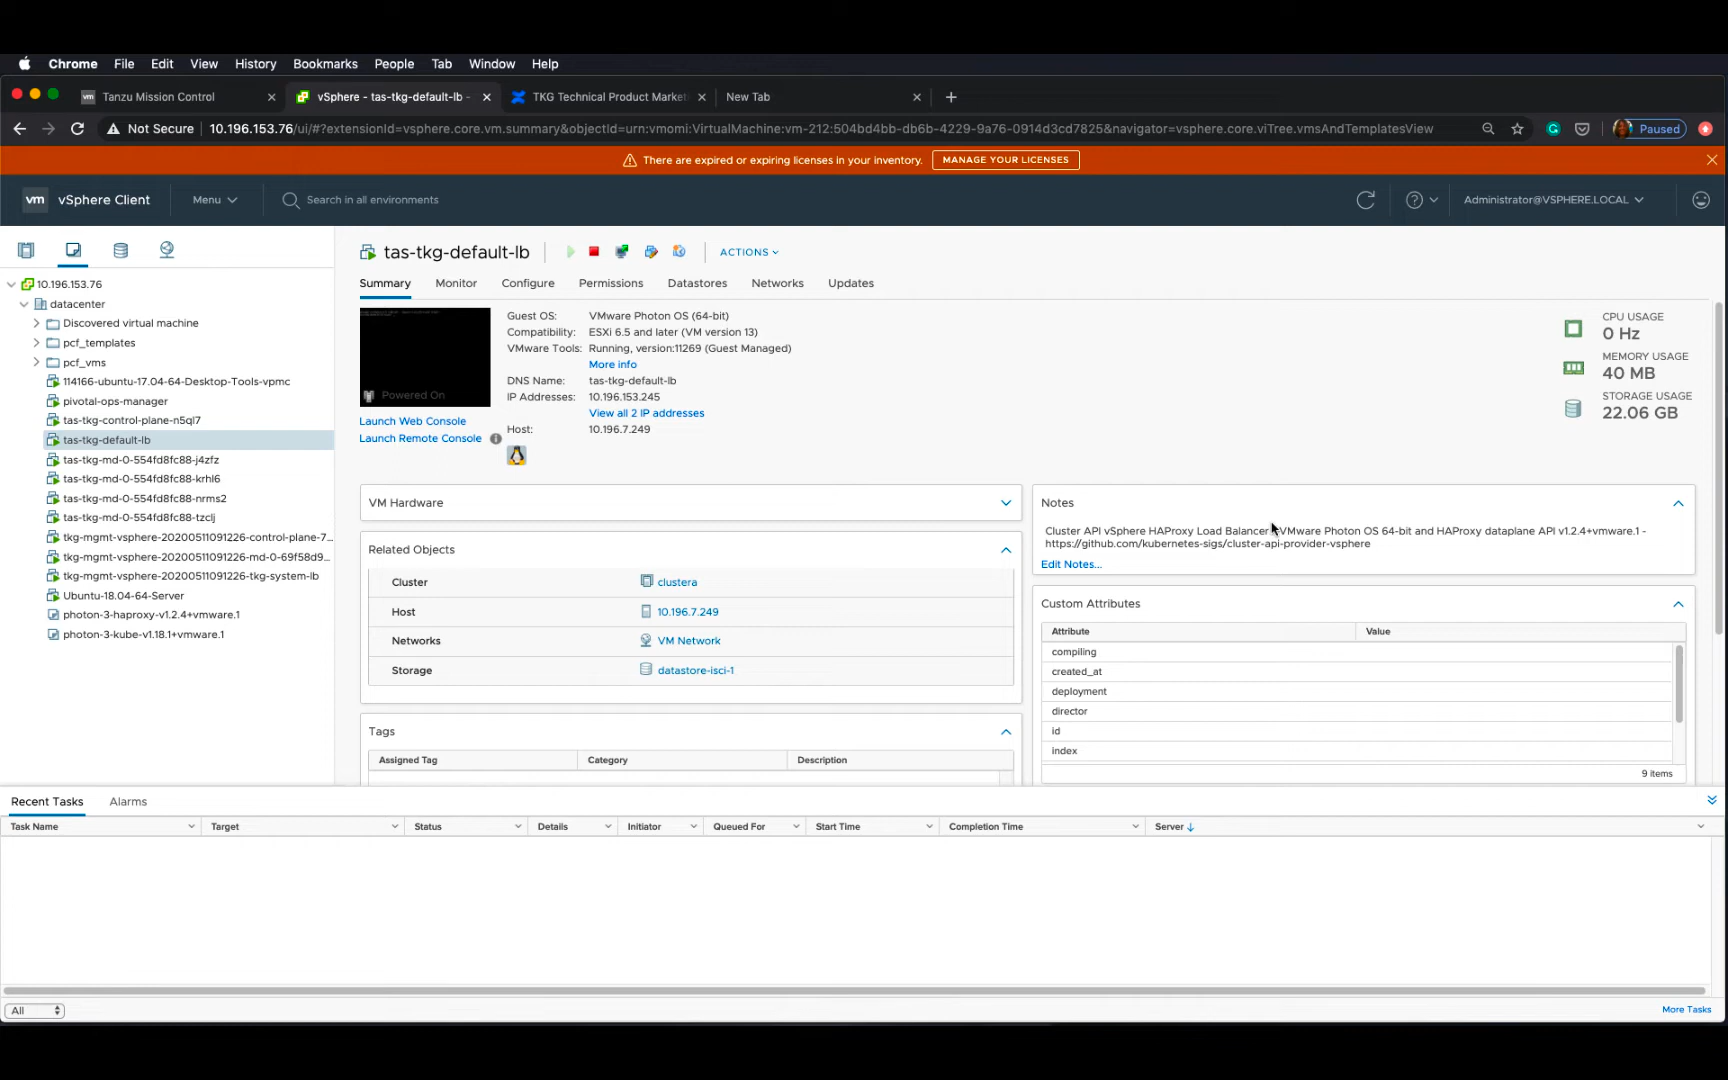 Chrome File Edit View History Bookmarks People Tab Window Help
vm Tanzu Mission Control
vSphere - tas-tkg-default-lb -
TKG Technical Product Market
New Tab
Not Secure 10.196.153.76/ui/#?extensionId=vsphere.core.vm.summary&objectId=urn:vmomi:VirtualMachine:vm-212:504bd4bb-db6b-4229-9a76-0914d3cd7825&navigator=vsphere.core.viTree.vmsAndTemplatesView
Paused
There are expired or expiring licenses in your inventory. MANAGE YOUR LICENSES
vm vSphere Client Menu Search in all environments Administrator@VSPHERE.LOCAL
10.196.153.76
datacenter
Discovered virtual machine
pcf_templates
pcf_vms
114166-ubuntu-17.04-64-Desktop-Tools-vpmc
pivotal-ops-manager
tas-tkg-control-plane-n5ql7
tas-tkg-default-lb
tas-tkg-md-0-554fd8fc88-j4zfz
tas-tkg-md-0-554fd8fc88-krhl6
tas-tkg-md-0-554fd8fc88-nrms2
tas-tkg-md-0-554fd8fc88-tzclj
tkg-mgmt-vsphere-20200511091226-control-plane-7...
tkg-mgmt-vsphere-20200511091226-md-0-69f58d9...
tkg-mgmt-vsphere-20200511091226-tkg-system-lb
Ubuntu-18.04-64-Server
photon-3-haproxy-v1.2.4+vmware.1
photon-3-kube-v1.18.1+vmware.1
tas-tkg-default-lb ACTIONS
Summary Monitor Configure Permissions Datastores Networks Updates
Powered On
Launch Web Console
Launch Remote Console
Guest OS: VMware Photon OS (64-bit)
Compatibility: ESXi 6.5 and later (VM version 13)
VMware Tools: Running, version:11269 (Guest Managed)
More info
DNS Name: tas-tkg-default-lb
IP Addresses: 10.196.153.245
View all 2 IP addresses
Host: 10.196.7.249
CPU USAGE
0 Hz
MEMORY USAGE
40 MB
STORAGE USAGE
22.06 GB
VM Hardware
Related Objects
Cluster clustera
Host 10.196.7.249
Networks VM Network
Storage datastore-isci-1
Tags
Assigned Tag Category Description
Notes
Cluster API vSphere HAProxy Load Balancer VMware Photon OS 64-bit and HAProxy dataplane API v1.2.4+vmware.1 -
https://github.com/kubernetes-sigs/cluster-api-provider-vsphere
Edit Notes...
Custom Attributes
Attribute Value
compiling
created_at
deployment
director
id
index
9 items
Recent Tasks Alarms
Task Name Target Status Details Initiator Queued For Start Time Completion Time Server
All
More Tasks